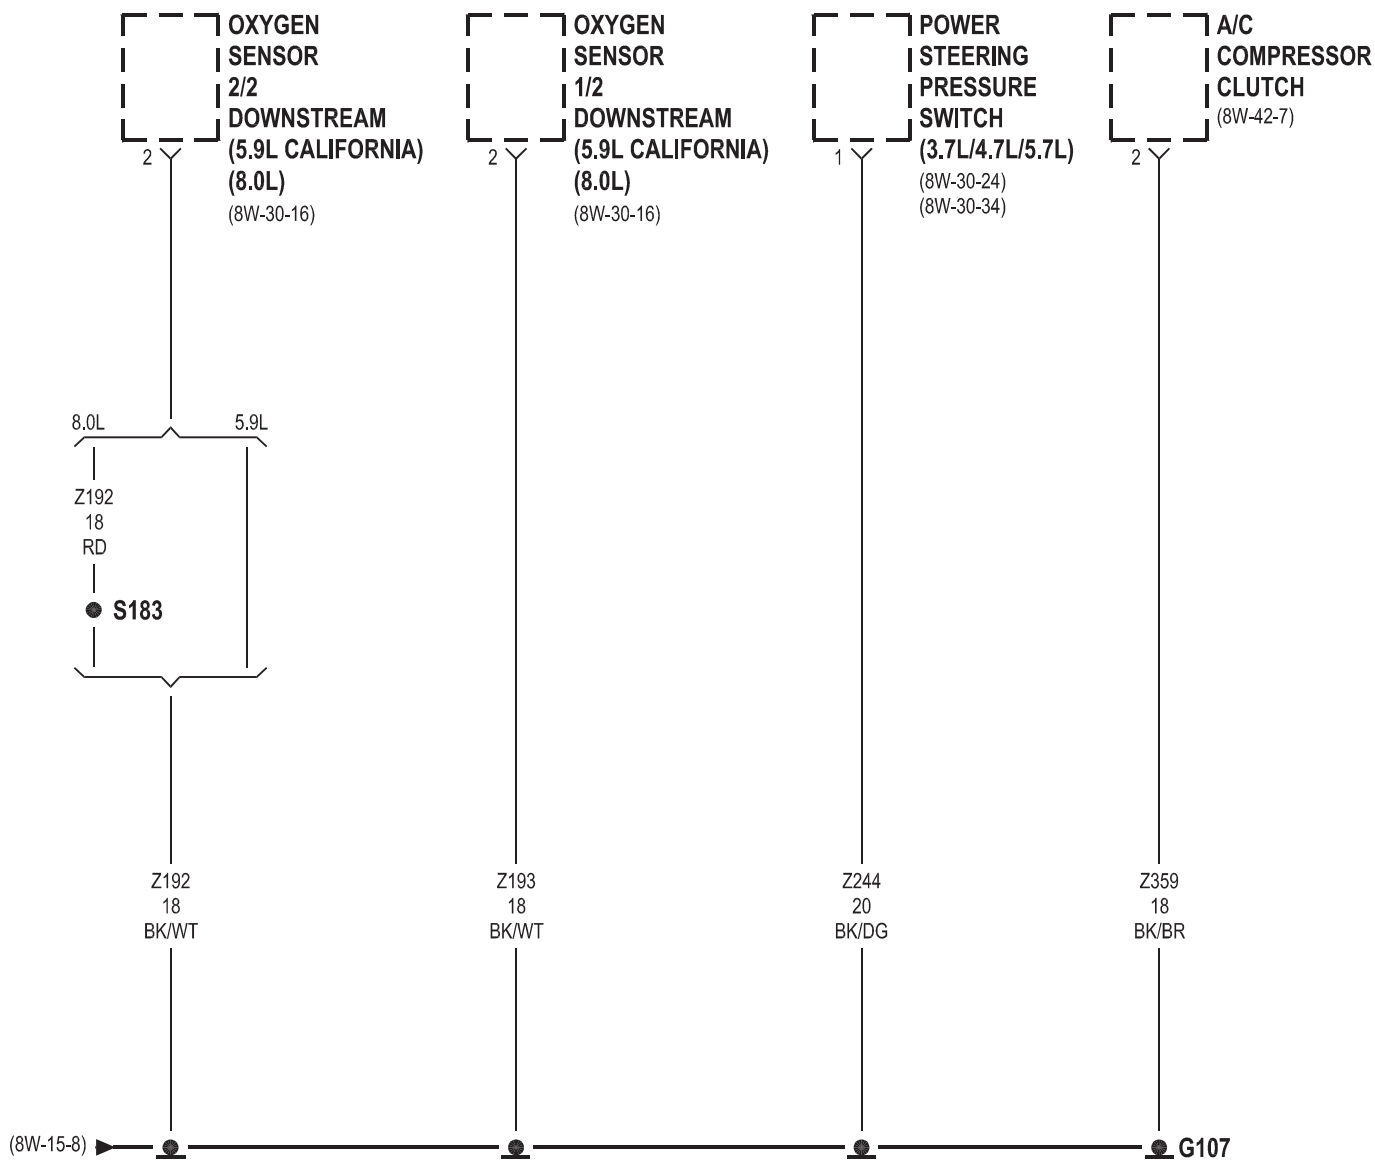 OXYGEN
SENSOR
2/2
DOWNSTREAM
(5.9L CALIFORNIA)
(8.0L)
(8W-30-16)
2
OXYGEN
SENSOR
1/2
DOWNSTREAM
(5.9L CALIFORNIA)
(8.0L)
(8W-30-16)
2
POWER
STEERING
PRESSURE
SWITCH
(3.7L/4.7L/5.7L)
(8W-30-24)
(8W-30-34)
1
A/C
COMPRESSOR
CLUTCH
(8W-42-7)
2
8.0L
5.9L
Z192
18
RD
S183
Z192
18
BK/WT
Z193
18
BK/WT
Z244
20
BK/DG
Z359
18
BK/BR
(8W-15-8)
G107